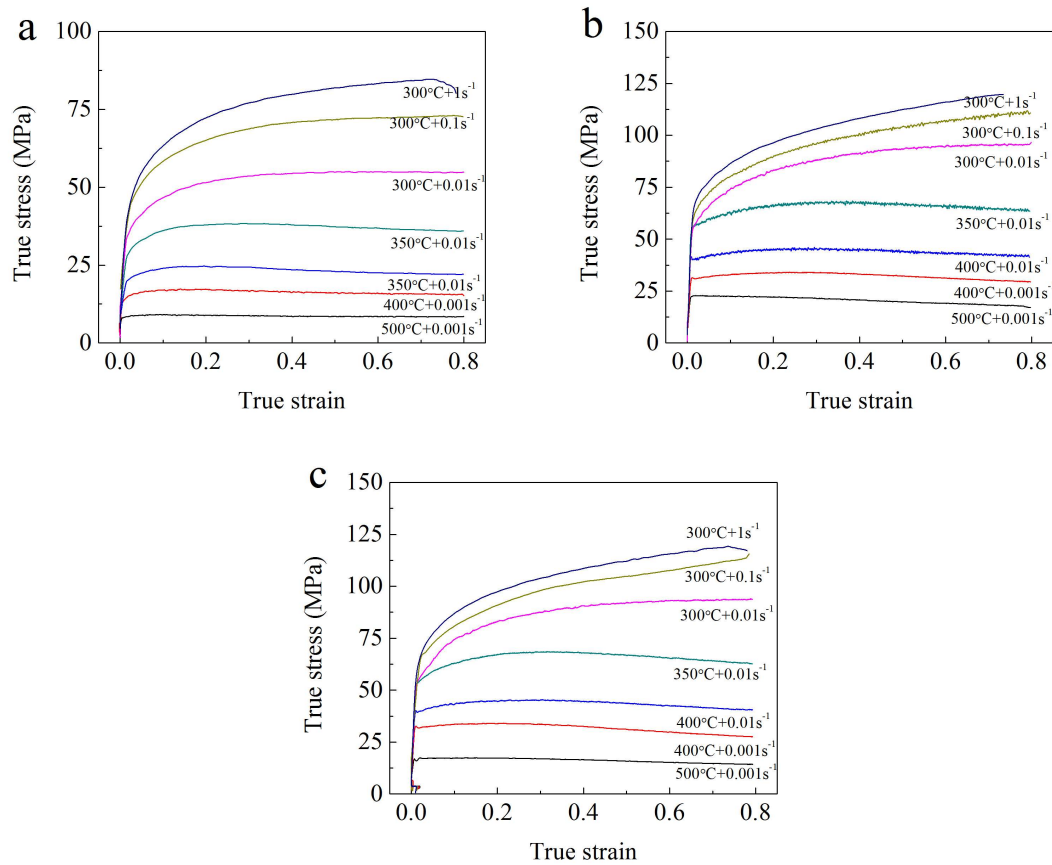 a
100
75
50
25
0
True stress (MPa)
300°C+1s⁻¹
300°C+0.1s⁻¹
300°C+0.01s⁻¹
350°C+0.01s⁻¹
350°C+0.01s⁻¹
400°C+0.001s⁻¹
500°C+0.001s⁻¹
0.0 0.2 0.4 0.6 0.8
True strain
b
150
125
100
75
50
25
0
True stress (MPa)
300°C+1s⁻¹
300°C+0.1s⁻¹
300°C+0.01s⁻¹
350°C+0.01s⁻¹
400°C+0.01s⁻¹
400°C+0.001s⁻¹
500°C+0.001s⁻¹
0.0 0.2 0.4 0.6 0.8
True strain
c
150
125
100
75
50
25
0
True stress (MPa)
300°C+1s⁻¹
300°C+0.1s⁻¹
300°C+0.01s⁻¹
350°C+0.01s⁻¹
400°C+0.01s⁻¹
400°C+0.001s⁻¹
500°C+0.001s⁻¹
0.0 0.2 0.4 0.6 0.8
True strain